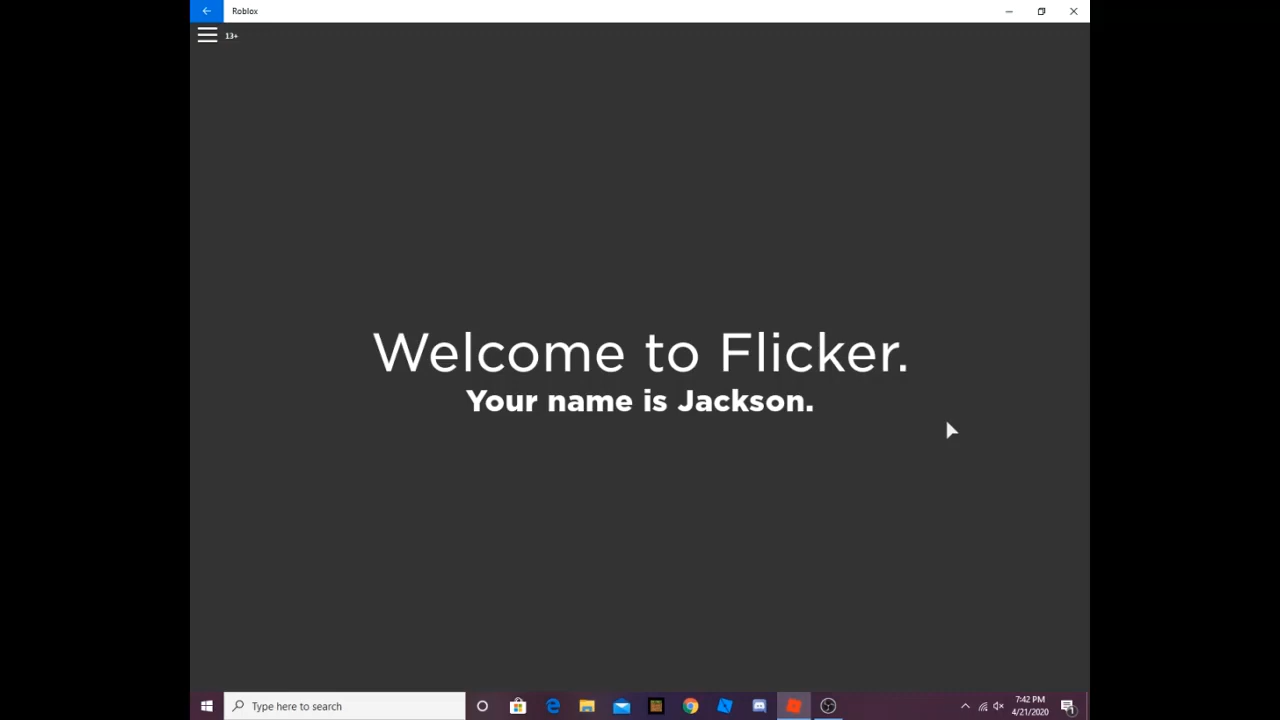 Roblox
13+
Welcome to Flicker.
Your name is Jackson.
Type here to search
7:42 PM
4/21/2020
1